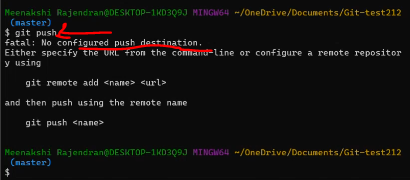 Meenakshi Rajendran@DESKTOP-1KD3Q9J MINGW64 ~/OneDrive/Documents/Git-test212
(master)
$ git push
fatal: No configured push destination.
Either specify the URL from the command-line or configure a remote repositor
y using
git remote add <name> <url>
and then push using the remote name
git push <name>
Meenakshi Rajendran@DESKTOP-1KD3Q9J MINGW64 ~/OneDrive/Documents/Git-test212
(master)
$